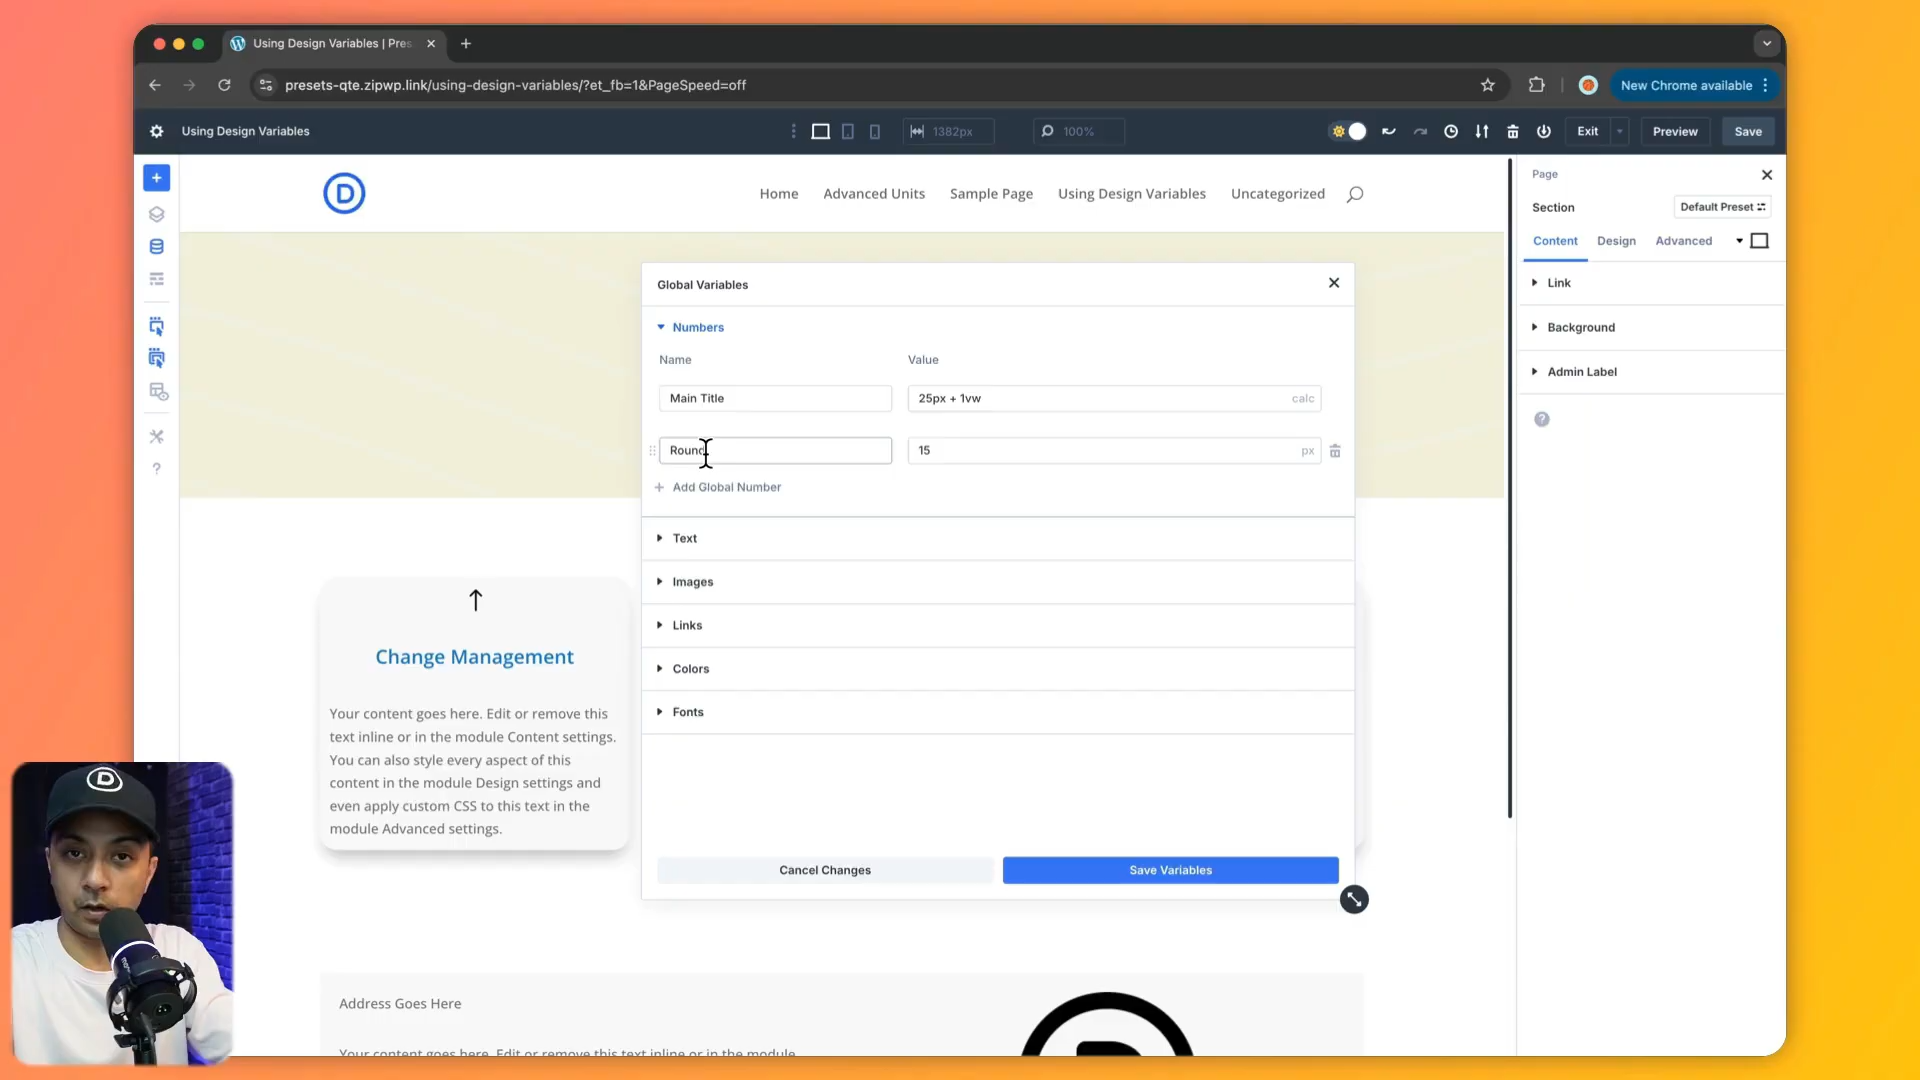 Using Design Variables | Pres
presets-qte.zipwp.link/using-design-variables/?et_fb=1&PageSpeed=off
New Chrome available
Using Design Variables
1382px
100%
Exit
Preview
Save
D
Home
Advanced Units
Sample Page
Using Design Variables
Uncategorized
Page
Section
Default Preset
Content
Design
Advanced
Link
Background
Admin Label
?
Global Variables
Numbers
Name
Value
Main Title
25px + 1vw
calc
Round
15
px
+ Add Global Number
Text
Images
Links
Colors
Fonts
Cancel Changes
Save Variables
Change Management
Your content goes here. Edit or remove this
text inline or in the module Content settings.
You can also style every aspect of this
content in the module Design settings and
even apply custom CSS to this text in the
module Advanced settings.
D
Address Goes Here
Your content goes here. Edit or remove this text inline or in the module